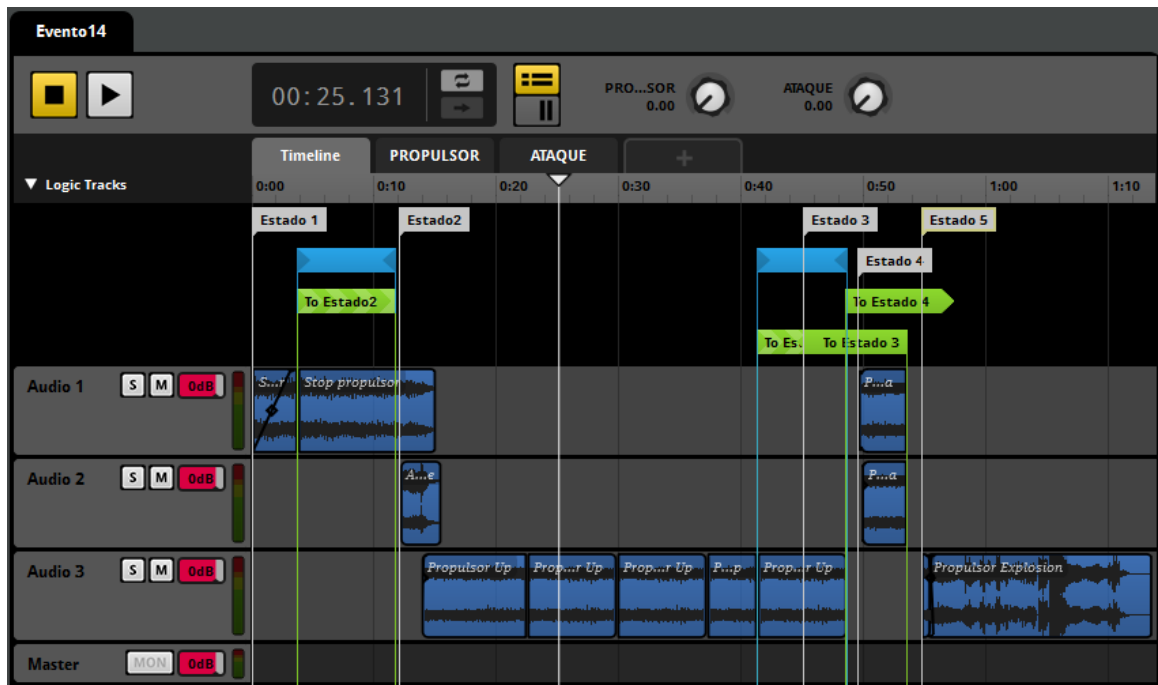 Evento14
00:25.131
PRO...SOR
0.00
ATAQUE
0.00
Timeline
PROPULSOR
ATAQUE
+
Logic Tracks
0:00
0:10
0:20
0:30
0:40
0:50
1:00
1:10
Estado 1
Estado2
Estado 3
Estado 5
Estado 4
To Estado2
To Estado 4
To Es.
To Estado 3
Audio 1
S
M
0dB
S...r
Stop propulsor
P...a
Audio 2
S
M
0dB
A...e
P...a
Audio 3
S
M
0dB
Propulsor Up
Prop...r Up
Prop...r Up
P...p
Prop...r Up
Propulsor Explosion
Master
MON
0dB